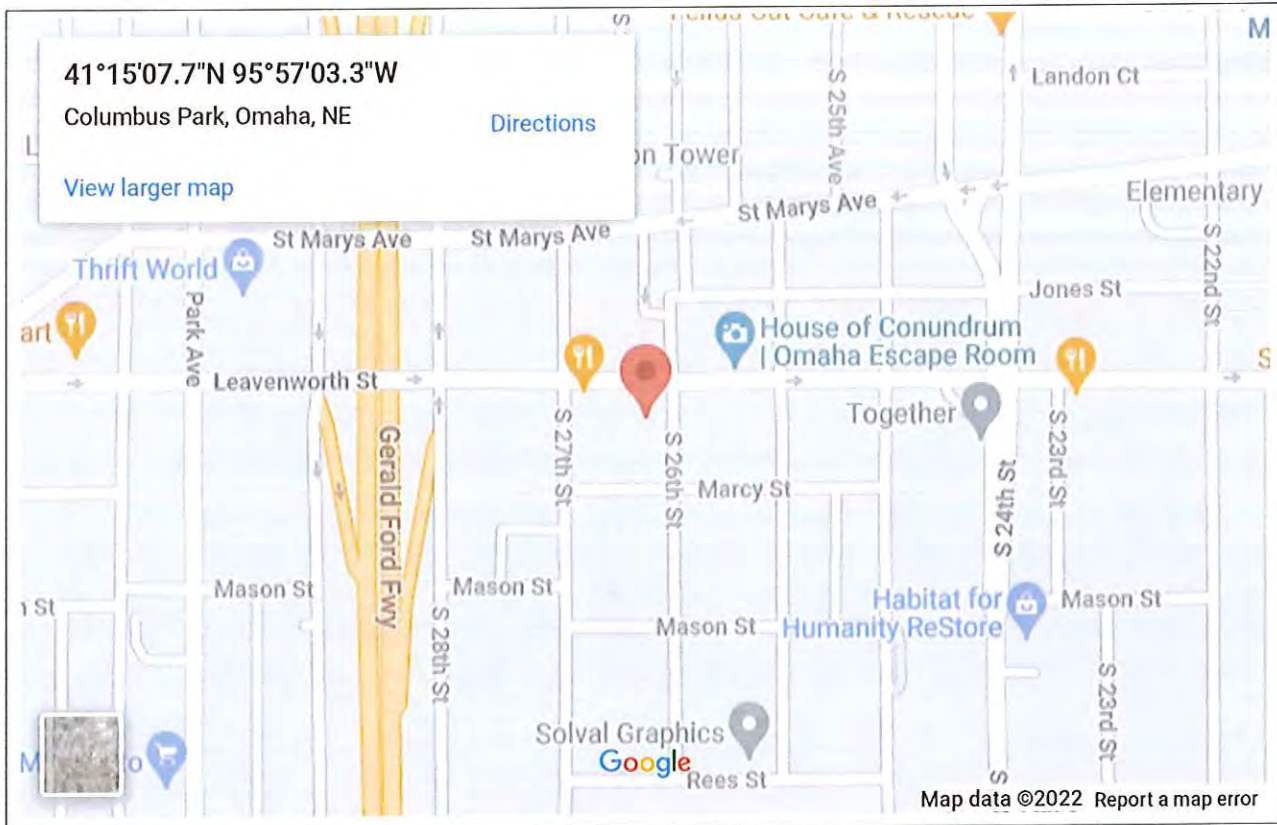 41°15'07.7"N 95°57'03.3"W
Columbus Park, Omaha, NE
Directions
View larger map
on Tower
Landon Ct
S 25th Ave
Elementary
St Marys Ave
St Marys Ave
St Marys Ave
S 22nd St
Thrift World
Jones St
Park Ave
art
House of Conundrum
| Omaha Escape Room
Leavenworth St
Together
Gerald Ford Fwy
S 27th St
S 26th St
S 23rd St
Marcy St
S 24th St
Mason St
Mason St
Habitat for
Humanity ReStore
Mason St
Mason St
S 28th St
S 23rd St
Solval Graphics
Google
Rees St
S
Map data ©2022 Report a map error